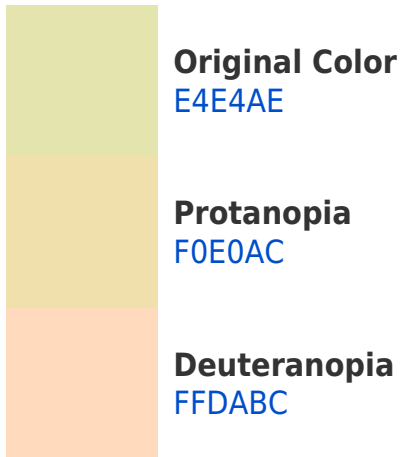 Original Color
E4E4AE
Protanopia
F0E0AC
Deuteranopia
FFDABC